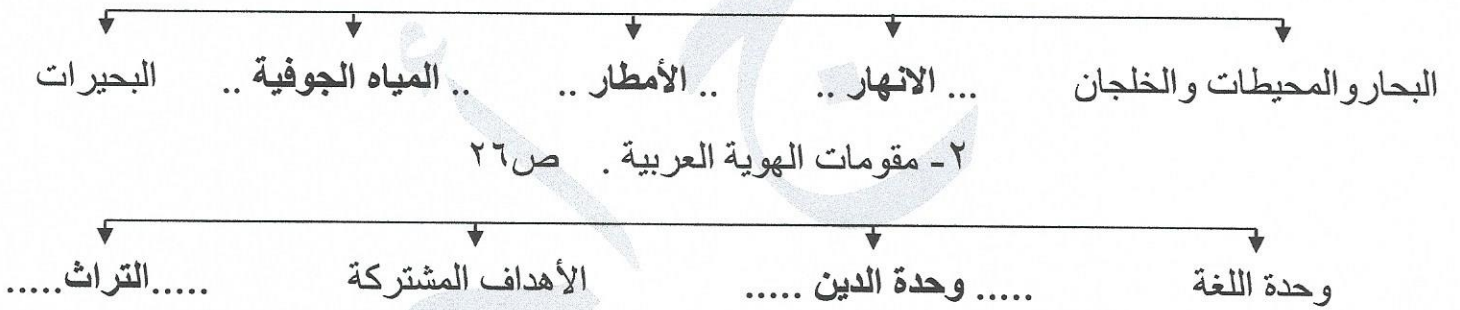 البحار والمحيطات والخلجان ... الانهار .. .. الأمطار .. .. المياه الجوفية .. البحيرات
٢- مقومات الهوية العربية . ص٢٦
وحدة اللغة ..... وحدة الدين ..... الأهداف المشتركة .....التراث.....